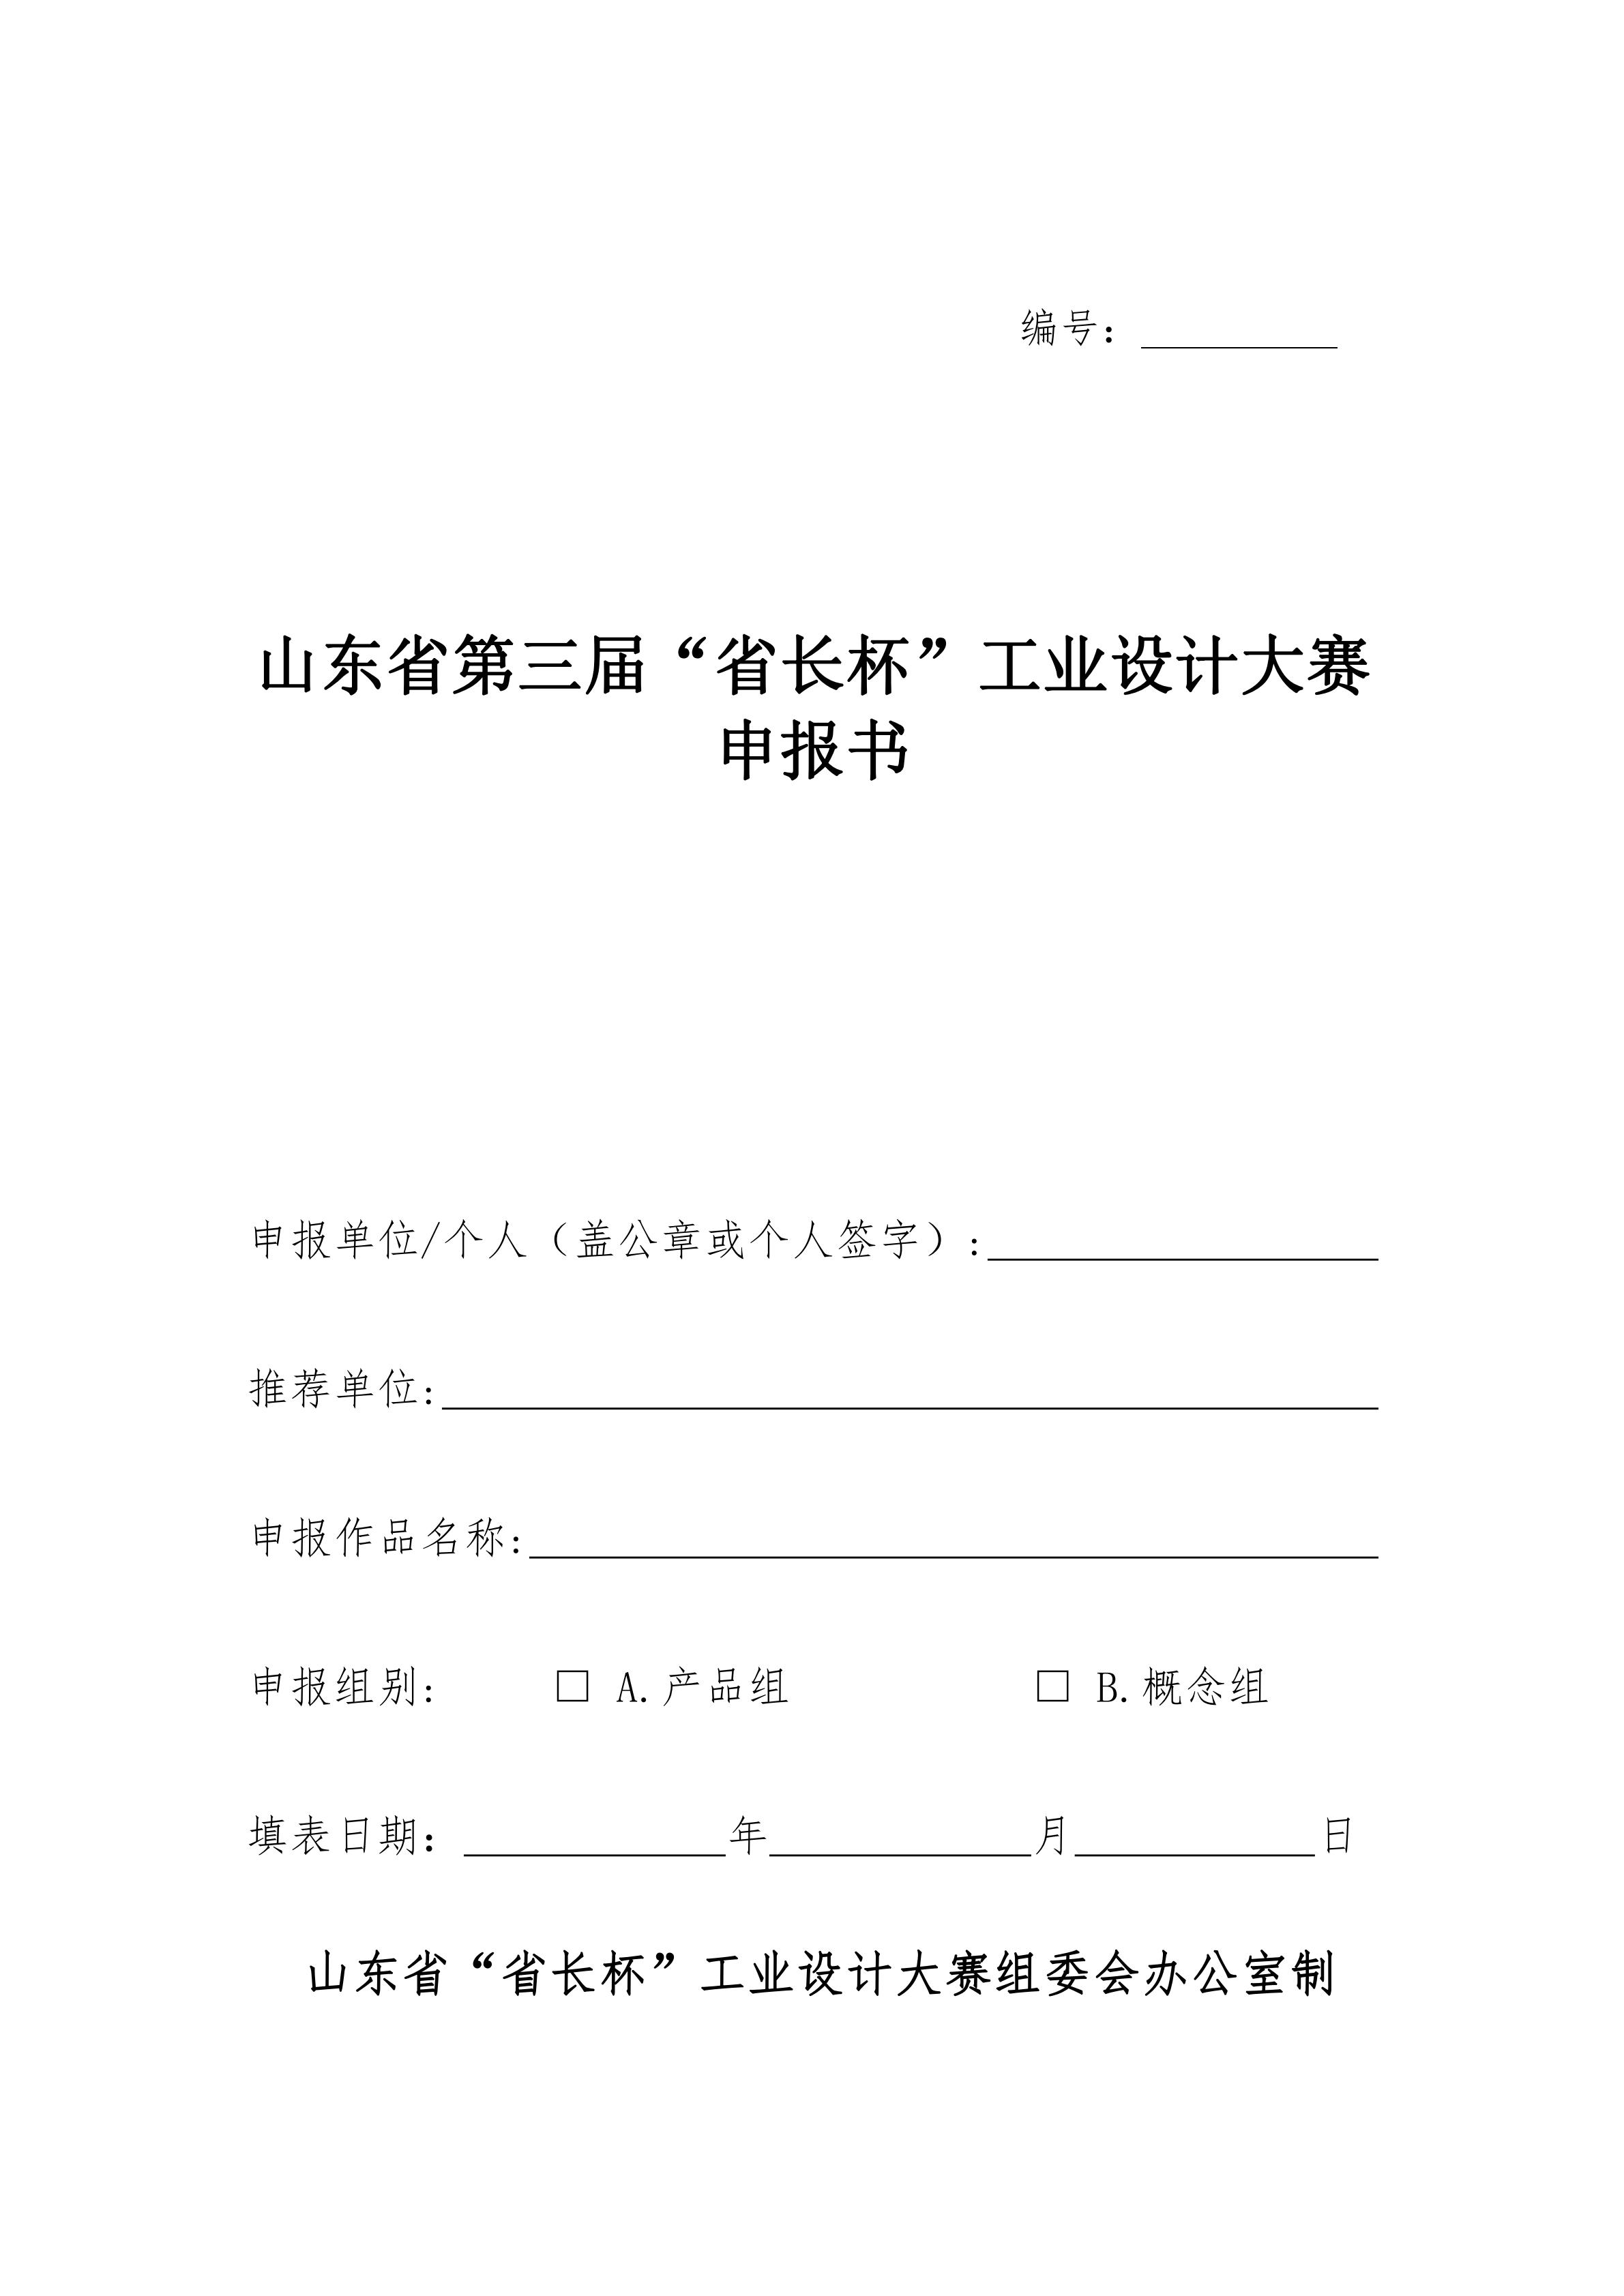 编号：__________
山东省第三届“省长杯”工业设计大赛
申报书
申报单位/个人（盖公章或个人签字）:__________________
推荐单位:___________________________________________
申报作品名称:_______________________________________
申报组别: □ A.产品组 □ B.概念组
填表日期：____________年____________月___________日
山东省“省长杯”工业设计大赛组委会办公室制